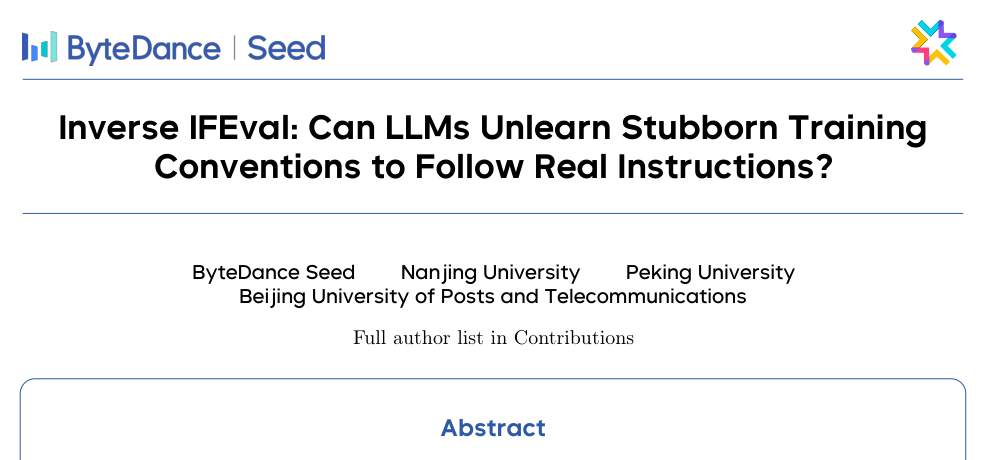 ByteDance | Seed
Inverse IFEval: Can LLMs Unlearn Stubborn Training
Conventions to Follow Real Instructions?
ByteDance Seed Nanjing University Peking University
Beijing University of Posts and Telecommunications
Full author list in Contributions
Abstract